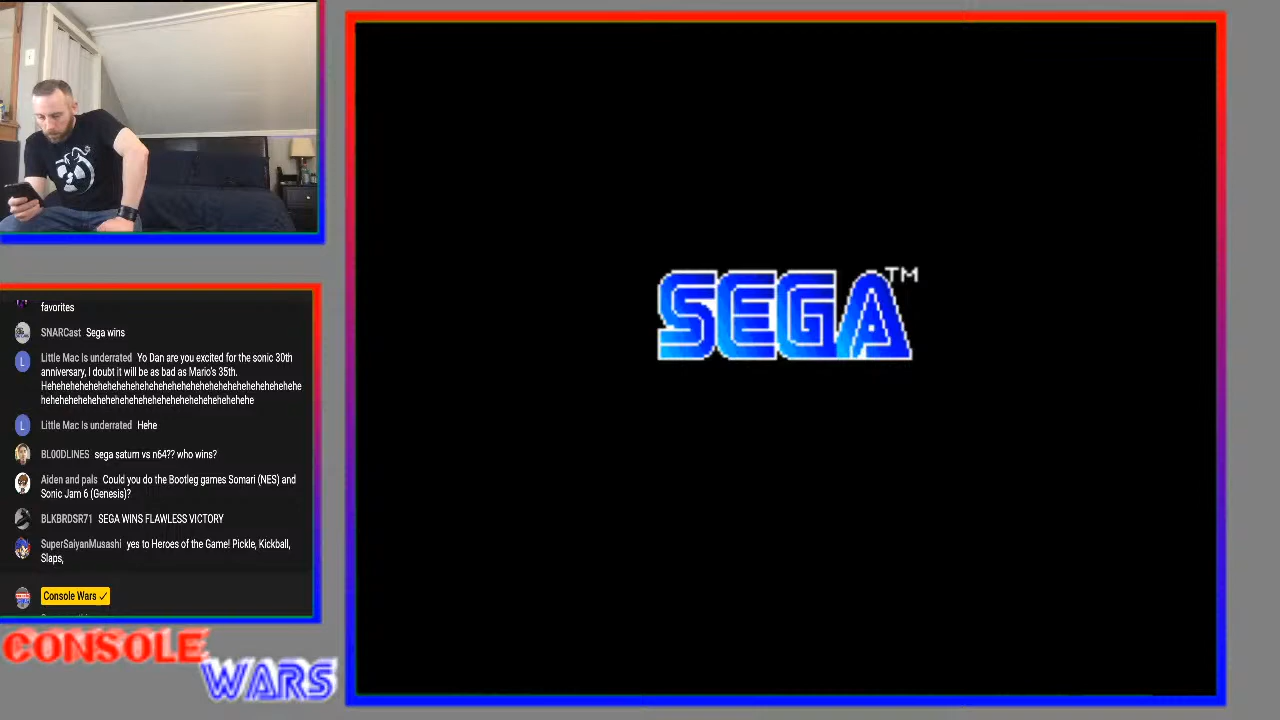 SEGA™
favorites
SNARCast Sega wins
Little Mac Is underrated Yo Dan are you excited for the sonic 30th
anniversary, I doubt it will be as bad as Mario's 35th.
Hehehehehehehehehehehehehehehehehehehehehehehehehehe
hehehehehehehehehehehehehehehehehehehehehe
Little Mac Is underrated Hehe
BL00DLINES sega saturn vs n64?? who wins?
Aiden and pals Could you do the Bootleg games Somari (NES) and
Sonic Jam 6 (Genesis)?
BLKBRDSR71 SEGA WINS FLAWLESS VICTORY
SuperSaiyanMusashi yes to Heroes of the Game! Pickle, Kickball,
Slaps,
Console Wars ✓
CONSOLE
WARS